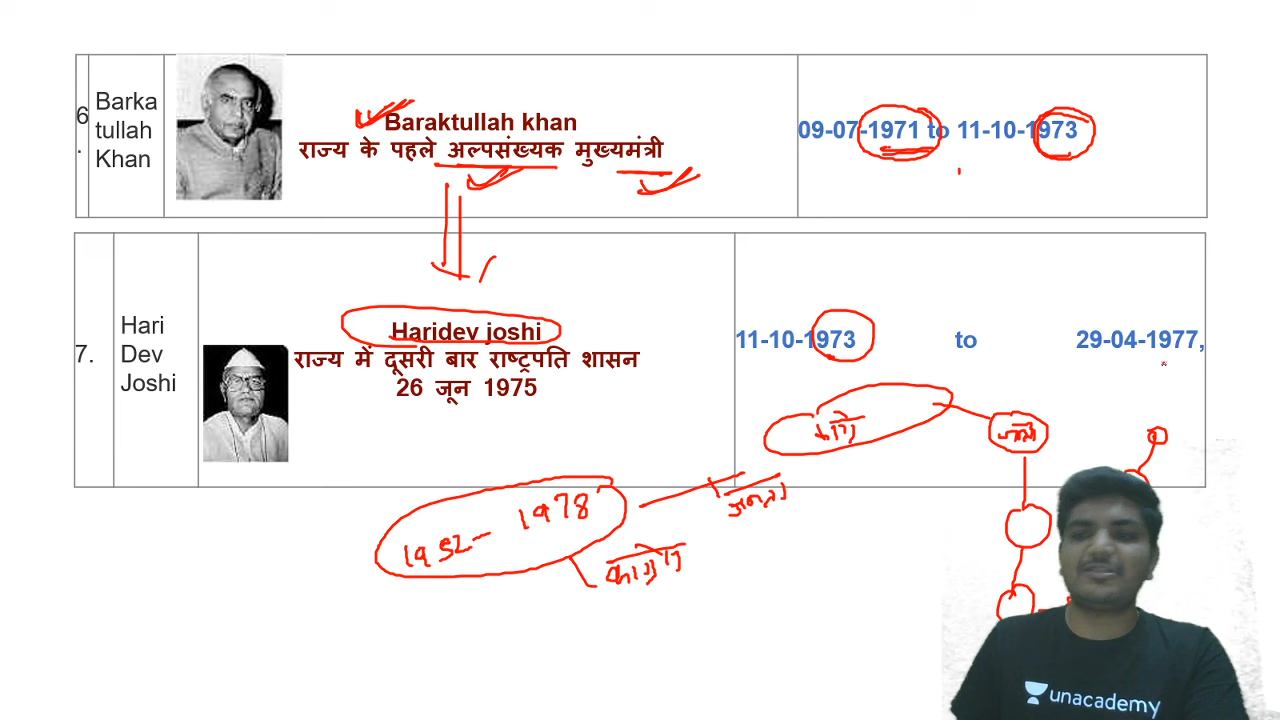 6
.
Barka
tullah
Khan
Baraktullah khan
राज्य के पहले अल्पसंख्यक मुख्यमंत्री
09-07-1971 to 11-10-1973
7.
Hari
Dev
Joshi
Haridev joshi
राज्य में दूसरी बार राष्ट्रपति शासन
26 जून 1975
11-10-1973 to 29-04-1977,
1952- 1978
unacademy